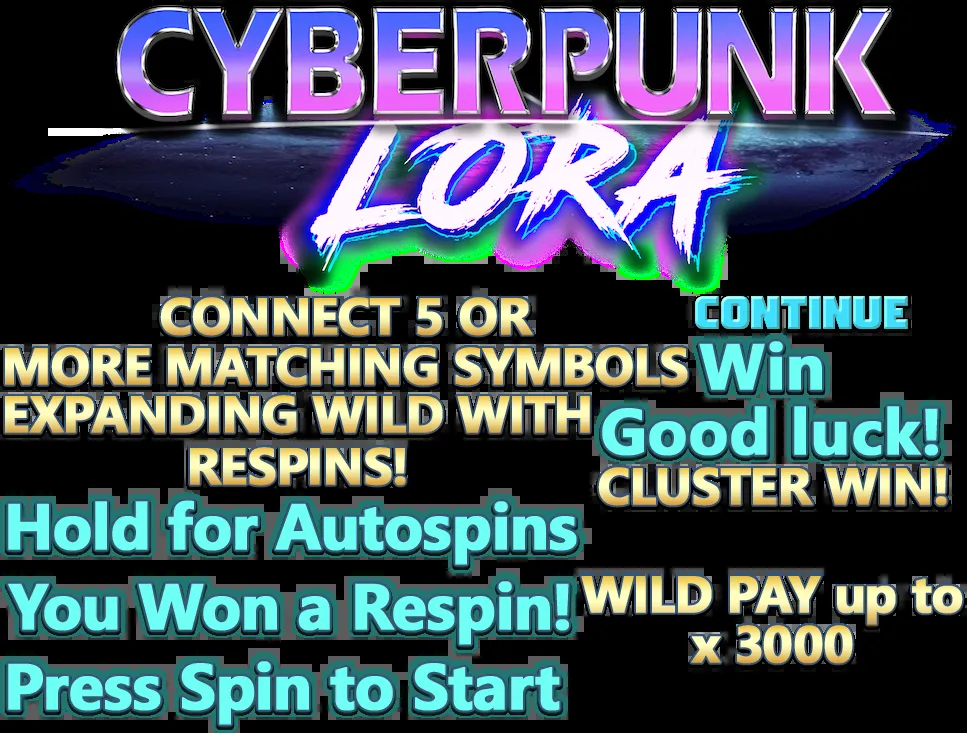 CYBERPUNK
LORA
CONNECT 5 OR
MORE MATCHING SYMBOLS
EXPANDING WILD WITH
RESPINS!
CONTINUE
Win
Good luck!
CLUSTER WIN!
Hold for Autospins
You Won a Respin!
Press Spin to Start
WILD PAY up to
x 3000